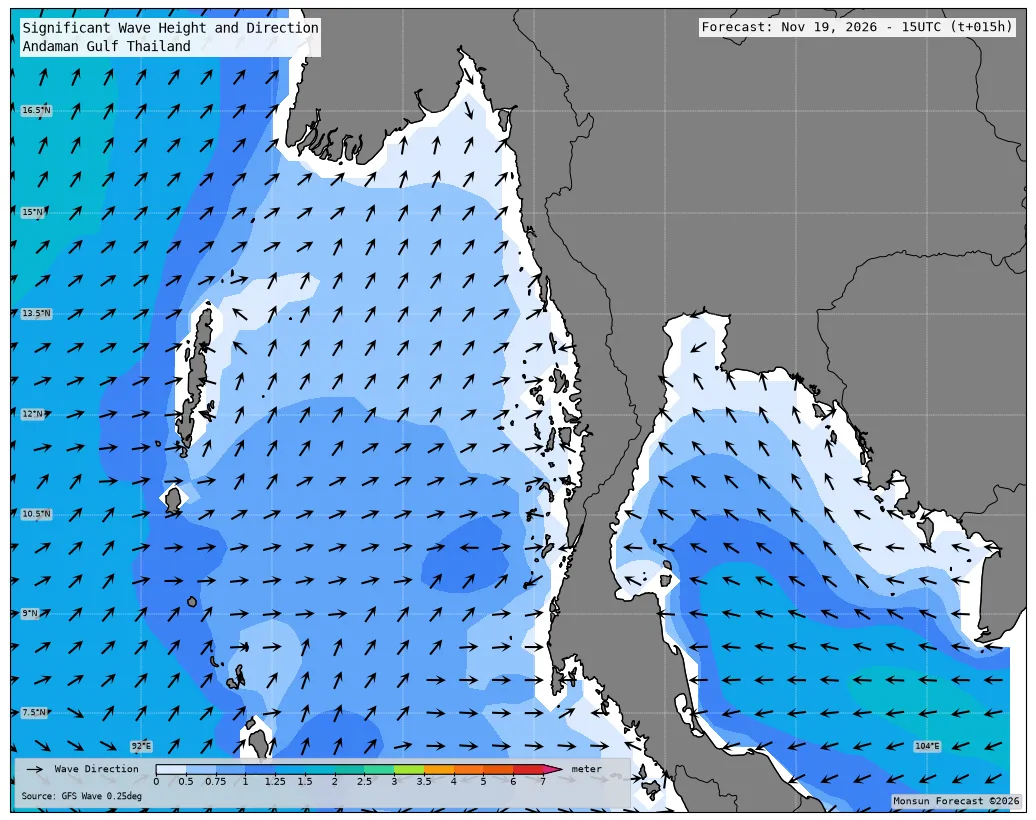 Significant Wave Height and Direction
Andaman Gulf Thailand
Forecast: Nov 19, 2026 - 15UTC (t+015h)
16.5°N
15°N
13.5°N
12°N
10.5°N
9°N
7.5°N
92°E
104°E
Wave Direction
meter
0 0.5 0.75 1 1.25 1.5 2 2.5 3 3.5 4 5 6 7
Source: GFS Wave 0.25deg
Monsun Forecast ©2026